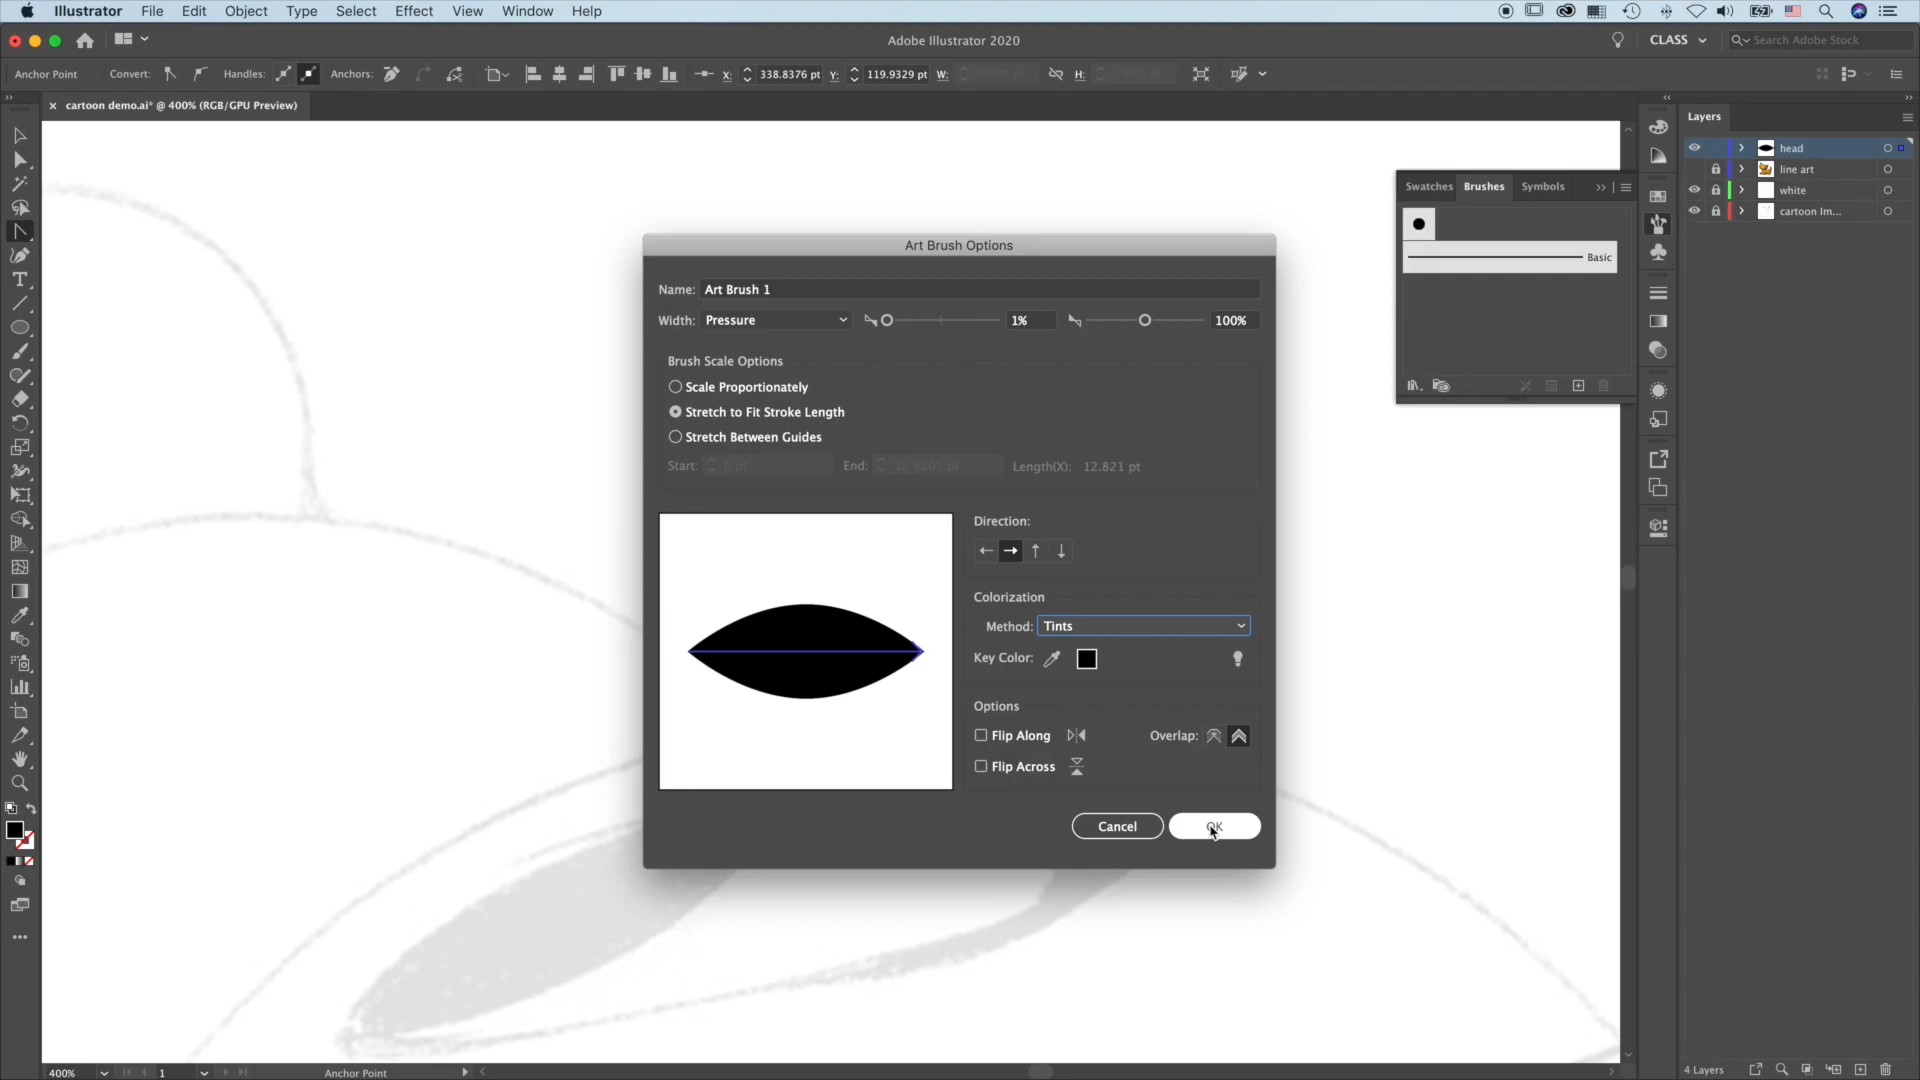 Illustrator File Edit Object Type Select Effect View Window Help
Adobe Illustrator 2020
CLASS
Search Adobe Stock
Anchor Point Convert: Handles: Anchors: X: 338.8376 pt Y: 119.9329 pt W: H:
× cartoon demo.ai* @ 400% (RGB/GPU Preview)
Layers
head
line art
white
cartoon Im...
Swatches Brushes Symbols
Basic
Art Brush Options
Name: Art Brush 1
Width: Pressure 1% 100%
Brush Scale Options
Scale Proportionately
Stretch to Fit Stroke Length
Stretch Between Guides
Start: 0 pt End: 12.8205 pt Length(X): 12.821 pt
Direction:
Colorization
Method: Tints
Key Color:
Options
Flip Along Overlap:
Flip Across
Cancel OK
400% 1 Anchor Point
4 Layers